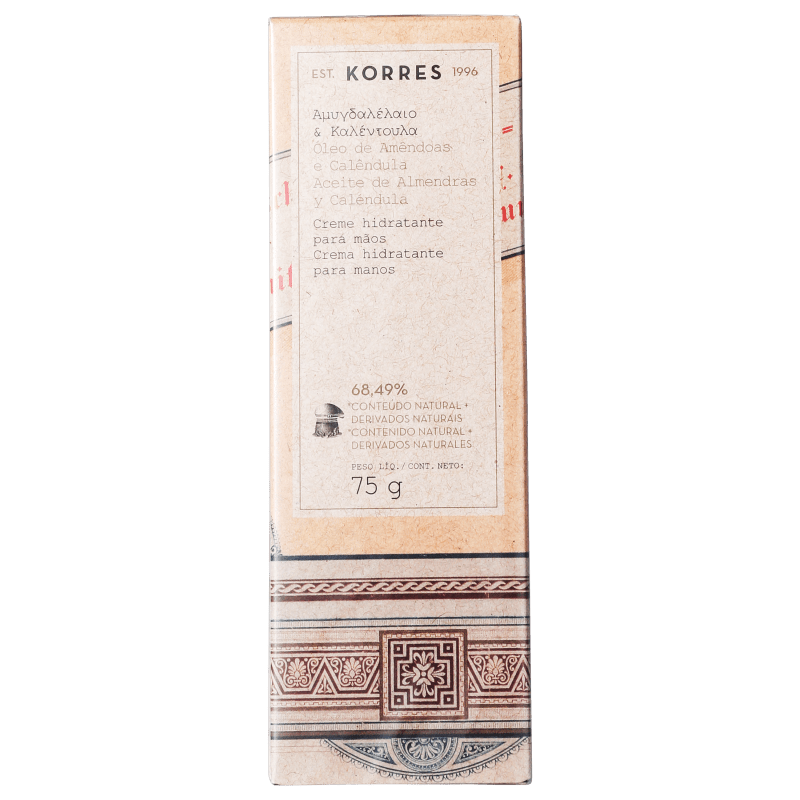 EST. KORRES 1996
Αμυγδαλέλαιο
& Καλέντουλα
Óleo de Amêndoas
e Calêndula
Aceite de Almendras
y Caléndula
Creme hidratante
pará mãos
Crema hidratante
para manos
68,49%
*CONTEÚDO NATURAL +
DERIVADOS NATURAIS
*CONTENIDO NATURAL +
DERIVADOS NATURALES
PESO LÍQ./CONT. NETO:
75 g